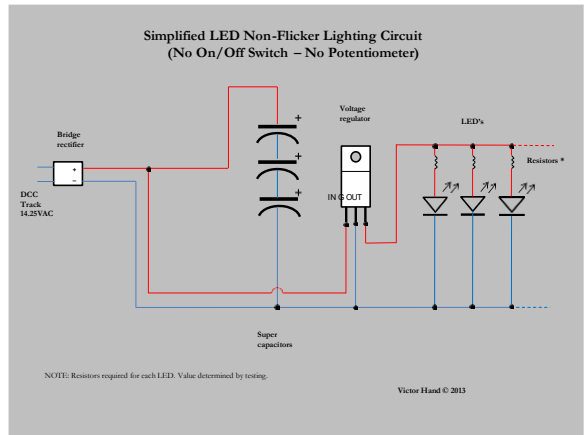 Simplified LED Non-Flicker Lighting Circuit
(No On/Off Switch – No Potentiometer)
Voltage
regulator
LED's
Bridge
rectifier
Resistors *
+
+
+
+
–
DCC
Track
14.25VAC
IN G OUT
Super
capacitors
NOTE: Resistors required for each LED. Value determined by testing.
Victor Hand © 2013